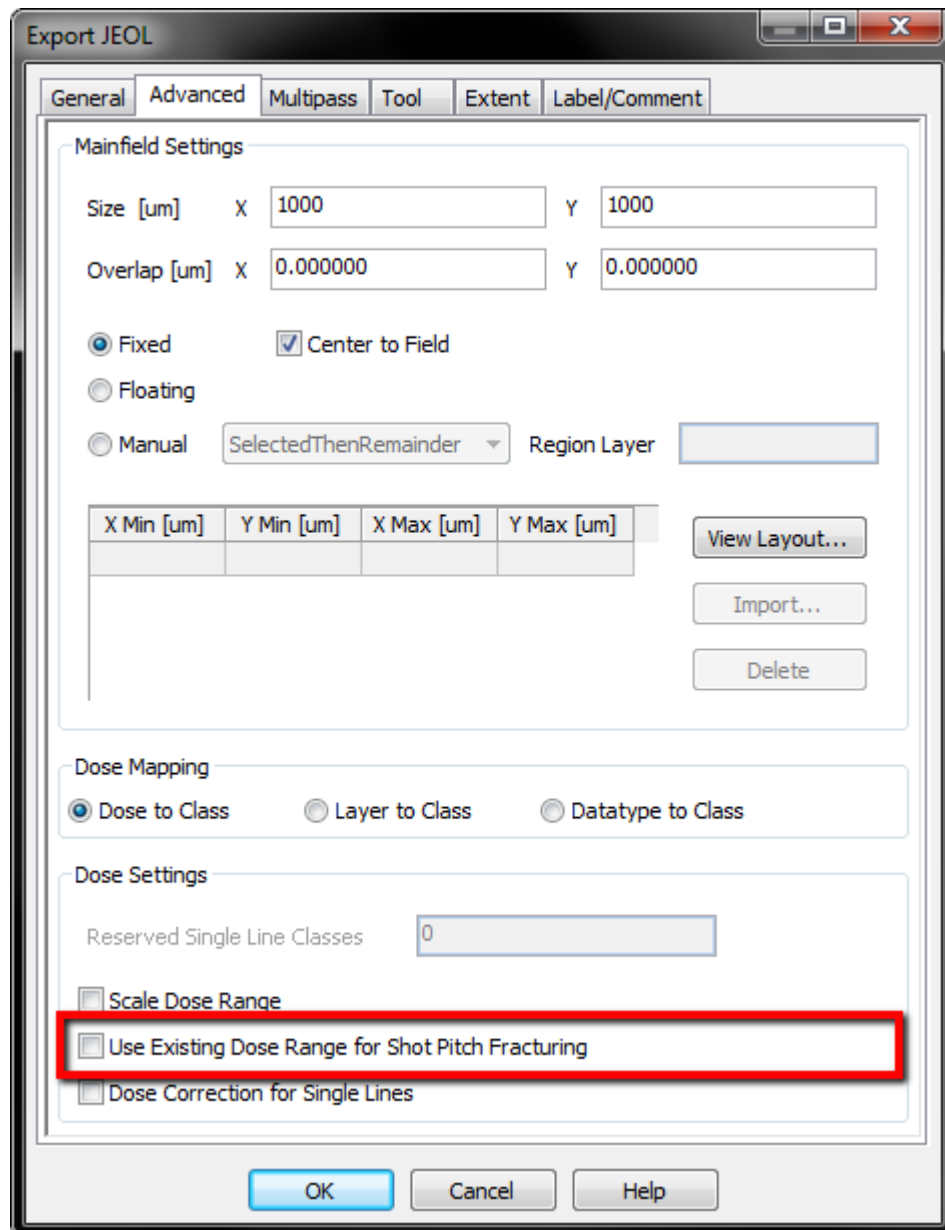 Export JEOL
General Advanced Multipass Tool Extent Label/Comment
Mainfield Settings
Size [um] X 1000 Y 1000
Overlap [um] X 0.000000 Y 0.000000
Fixed Center to Field
Floating
Manual SelectedThenRemainder Region Layer
X Min [um] Y Min [um] X Max [um] Y Max [um]
View Layout...
Import...
Delete
Dose Mapping
Dose to Class Layer to Class Datatype to Class
Dose Settings
Reserved Single Line Classes 0
Scale Dose Range
Use Existing Dose Range for Shot Pitch Fracturing
Dose Correction for Single Lines
OK Cancel Help